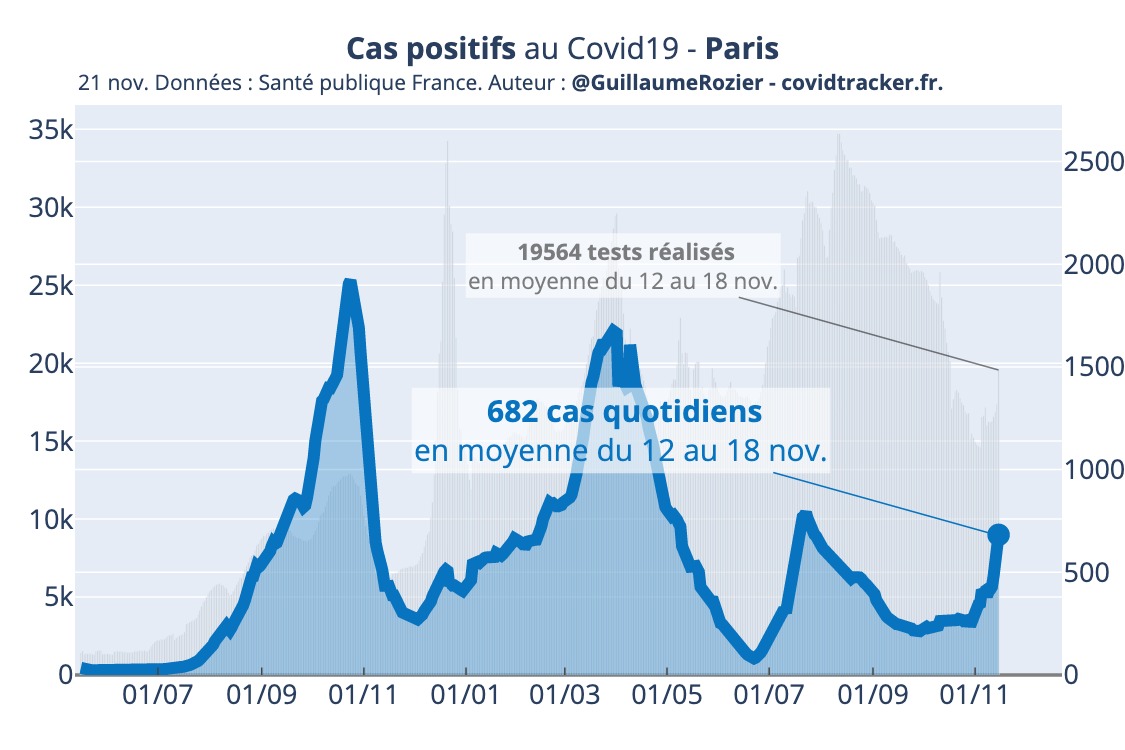 Cas positifs au Covid19 - Paris
21 nov. Données : Santé publique France. Auteur : @GuillaumeRozier - covidtracker.fr.
35k
30k
25k
20k
15k
10k
5k
0
2500
2000
1500
1000
500
0
19564 tests réalisés
en moyenne du 12 au 18 nov.
682 cas quotidiens
en moyenne du 12 au 18 nov.
01/07 01/09 01/11 01/01 01/03 01/05 01/07 01/09 01/11